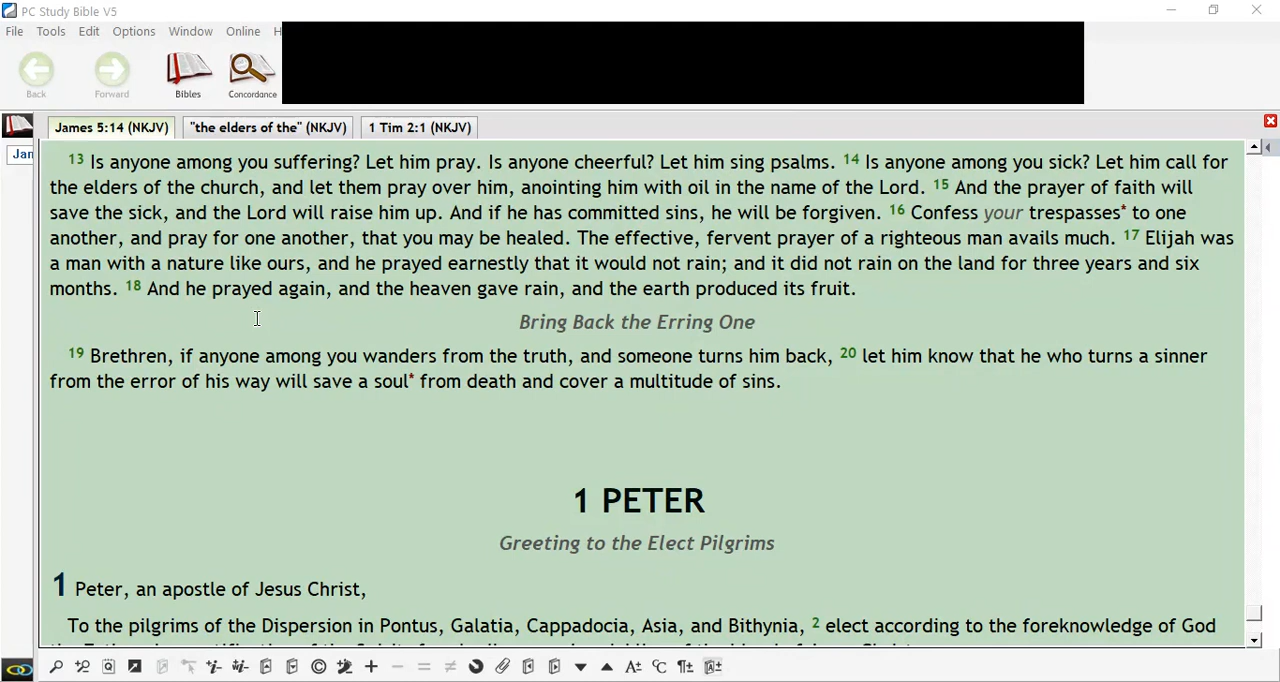 PC Study Bible V5
File Tools Edit Options Window Online H
Back Forward Bibles Concordance
James 5:14 (NKJV) "the elders of the" (NKJV) 1 Tim 2:1 (NKJV)
Jan
13 Is anyone among you suffering? Let him pray. Is anyone cheerful? Let him sing psalms. 14 Is anyone among you sick? Let him call for
the elders of the church, and let them pray over him, anointing him with oil in the name of the Lord. 15 And the prayer of faith will
save the sick, and the Lord will raise him up. And if he has committed sins, he will be forgiven. 16 Confess your trespasses* to one
another, and pray for one another, that you may be healed. The effective, fervent prayer of a righteous man avails much. 17 Elijah was
a man with a nature like ours, and he prayed earnestly that it would not rain; and it did not rain on the land for three years and six
months. 18 And he prayed again, and the heaven gave rain, and the earth produced its fruit.
Bring Back the Erring One
19 Brethren, if anyone among you wanders from the truth, and someone turns him back, 20 let him know that he who turns a sinner
from the error of his way will save a soul* from death and cover a multitude of sins.
1 PETER
Greeting to the Elect Pilgrims
1 Peter, an apostle of Jesus Christ,
To the pilgrims of the Dispersion in Pontus, Galatia, Cappadocia, Asia, and Bithynia, 2 elect according to the foreknowledge of God